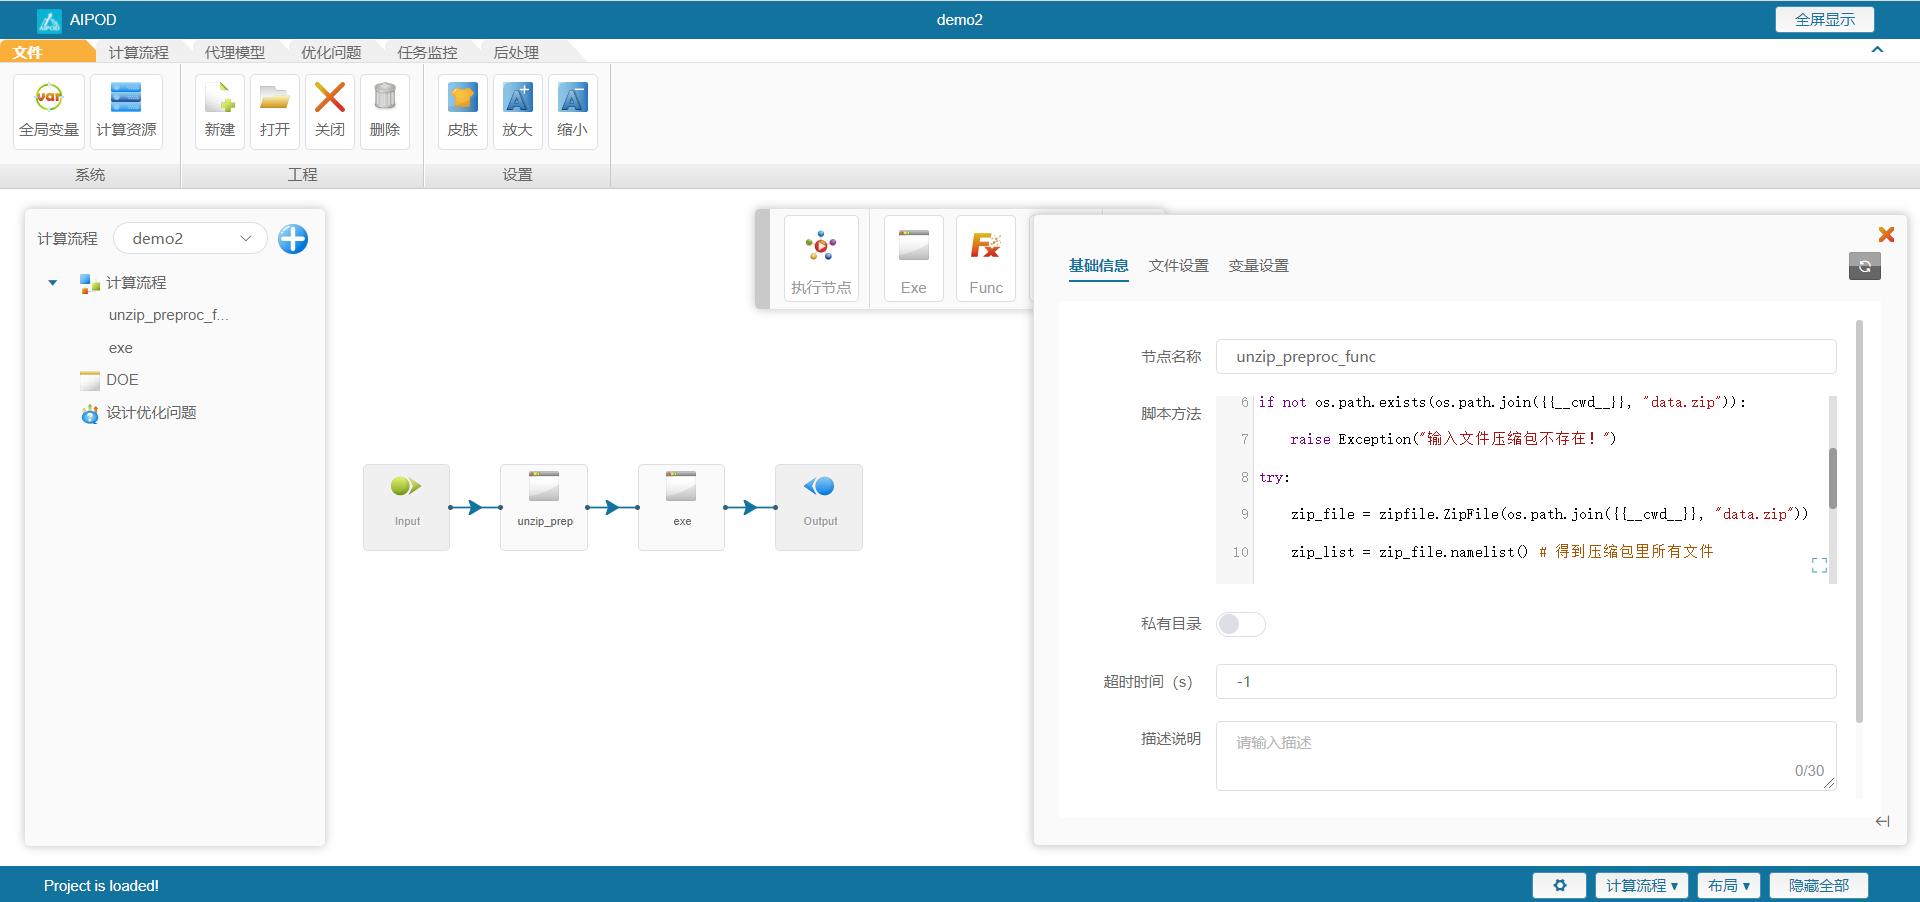 AIPOD
demo2
全屏显示
文件 计算流程 代理模型 优化问题 任务监控 后处理
全局变量 计算资源 新建 打开 关闭 删除 皮肤 放大 缩小
系统 工程 设置
计算流程 demo2
计算流程
unzip_preproc_f...
exe
DOE
设计优化问题
执行节点 Exe Func
Input unzip_prep exe Output
基础信息 文件设置 变量设置
节点名称 unzip_preproc_func
脚本方法
6 if not os.path.exists(os.path.join({{__cwd__}}, "data.zip")):
7 raise Exception("输入文件压缩包不存在！")
8 try:
9 zip_file = zipfile.ZipFile(os.path.join({{__cwd__}}, "data.zip"))
10 zip_list = zip_file.namelist() # 得到压缩包里所有文件
私有目录
超时时间（s） -1
描述说明 请输入描述
0/30
Project is loaded!
计算流程▼ 布局▼ 隐藏全部